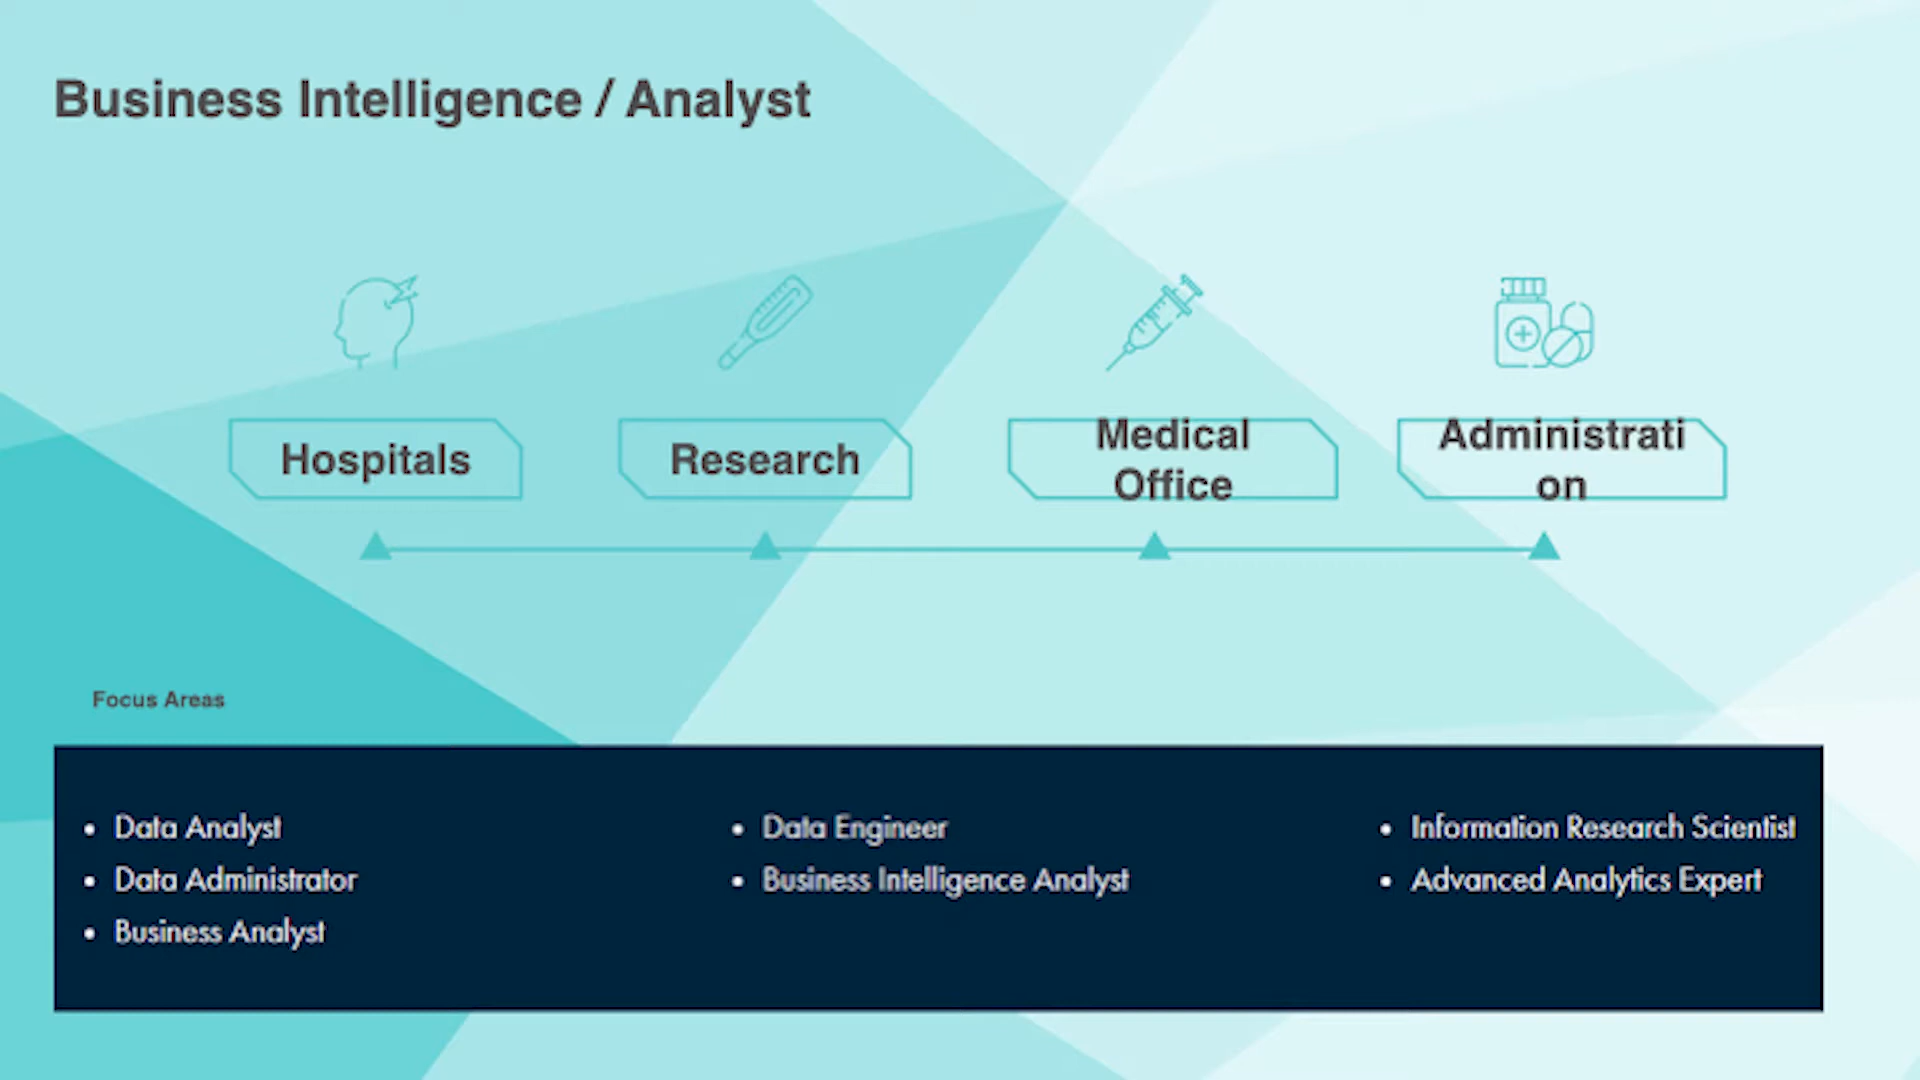 Business Intelligence / Analyst
Hospitals
Research
Medical
Office
Administrati
on
Focus Areas
• Data Analyst
• Data Administrator
• Business Analyst
• Data Engineer
• Business Intelligence Analyst
• Information Research Scientist
• Advanced Analytics Expert